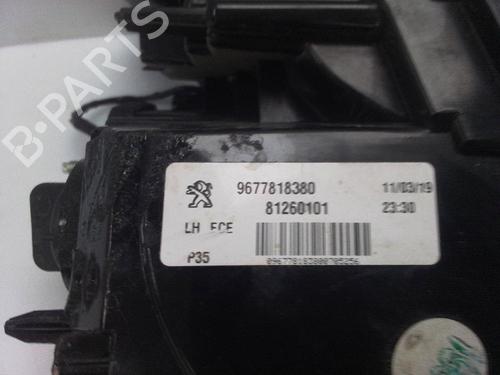 B-PARTS
9677818380 11/03/19
81260101 23:30
LH ECE
P35